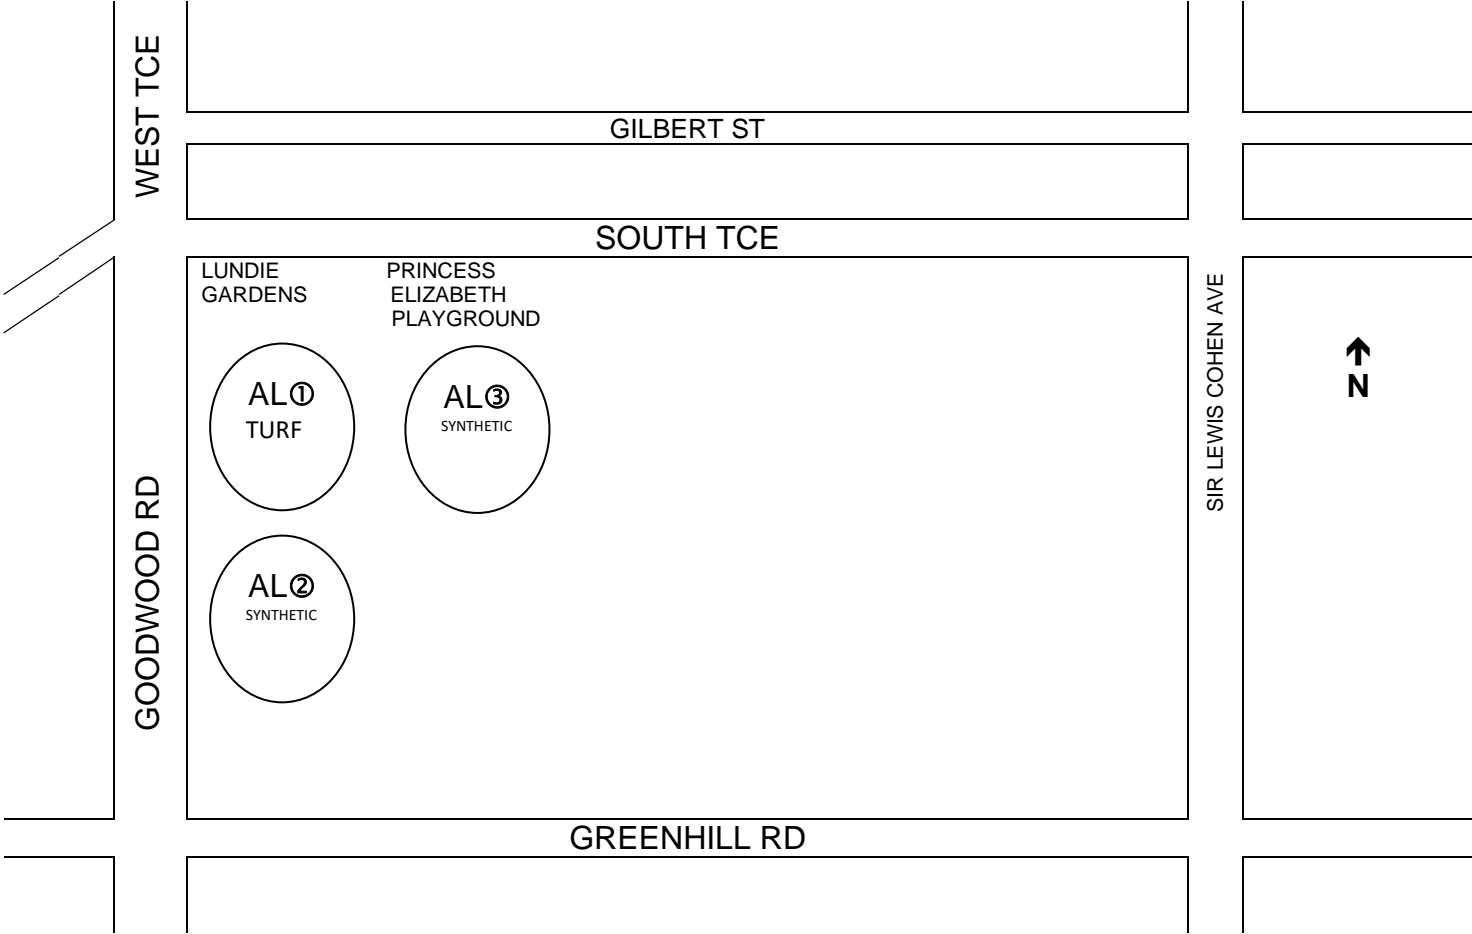 WEST TCE
GILBERT ST
SOUTH TCE
LUNDIE
GARDENS
PRINCESS
ELIZABETH
PLAYGROUND
SIR LEWIS COHEN AVE
N
AL①
TURF
AL③
SYNTHETIC
GOODWOOD RD
AL②
SYNTHETIC
GREENHILL RD